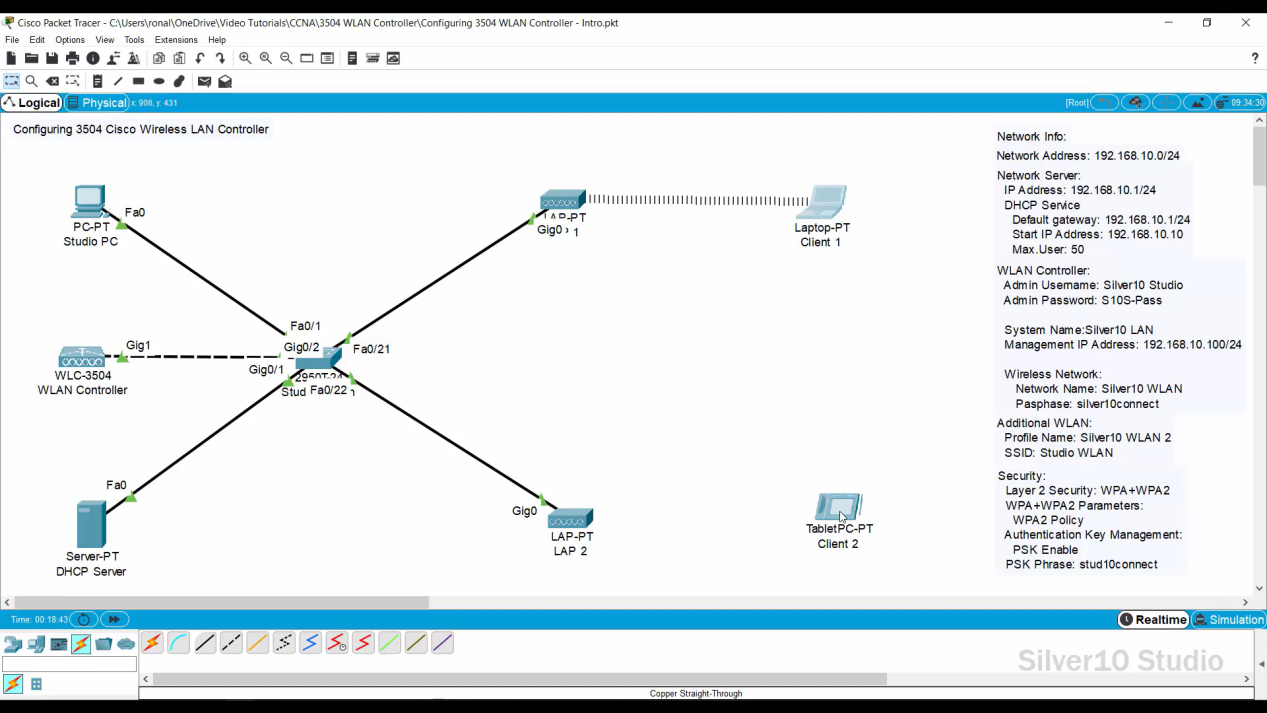 Cisco Packet Tracer - C:\Users\ronal\OneDrive\Video Tutorials\CCNA\3504 WLAN Controller\Configuring 3504 WLAN Controller - Intro.pkt
File Edit Options View Tools Extensions Help
?
Logical Physical x: 908, y: 431 [Root] 09:34:30
Configuring 3504 Cisco Wireless LAN Controller
PC-PT
Studio PC
Fa0
LAP-PT
Gig0 1
Laptop-PT
Client 1
Fa0/1
Gig0/2
Fa0/21
Gig0/1
2950T-24
Stud Fa0/22
Gig1
WLC-3504
WLAN Controller
Fa0
Server-PT
DHCP Server
Gig0
LAP-PT
LAP 2
TabletPC-PT
Client 2
Network Info:
Network Address: 192.168.10.0/24
Network Server:
IP Address: 192.168.10.1/24
DHCP Service
Default gateway: 192.168.10.1/24
Start IP Address: 192.168.10.10
Max.User: 50
WLAN Controller:
Admin Username: Silver10 Studio
Admin Password: S10S-Pass
System Name:Silver10 LAN
Management IP Address: 192.168.10.100/24
Wireless Network:
Network Name: Silver10 WLAN
Pasphase: silver10connect
Additional WLAN:
Profile Name: Silver10 WLAN 2
SSID: Studio WLAN
Security:
Layer 2 Security: WPA+WPA2
WPA+WPA2 Parameters:
WPA2 Policy
Authentication Key Management:
PSK Enable
PSK Phrase: stud10connect
Time: 00:18:43 Realtime Simulation
Silver10 Studio
Copper Straight-Through